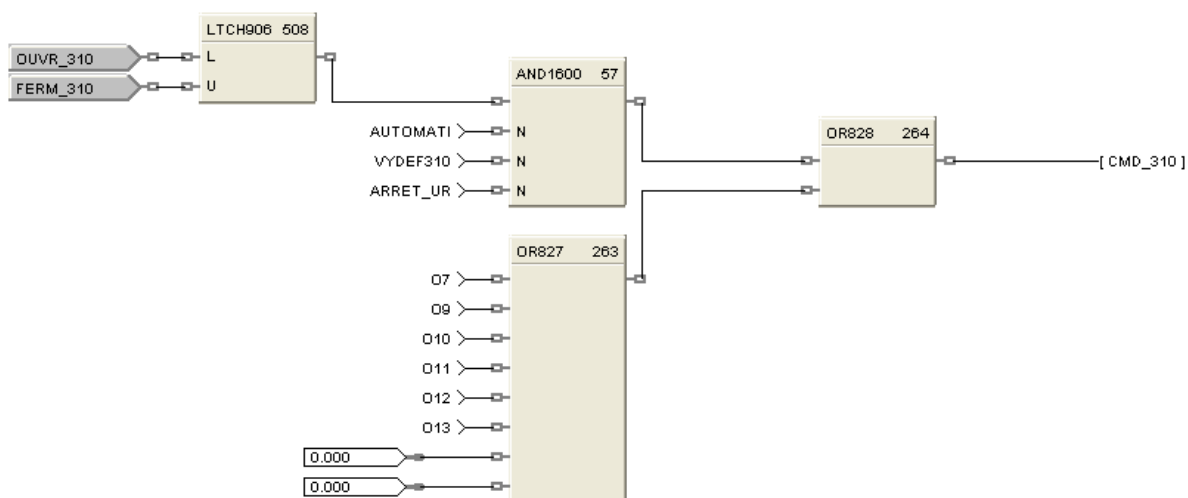 LTCH906 508
OUVR_310
L
FERM_310
U
AND1600 57
AUTOMATI N
VYDEF310 N
ARRET_UR N
OR828 264
[ CMD_310 ]
OR827 263
O7
O9
O10
O11
O12
O13
0.000
0.000